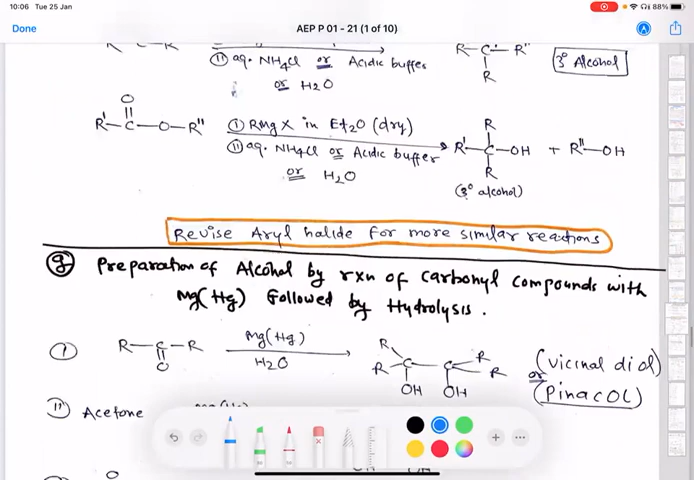 10:06 Tue 25 Jan
88%
Done
AEP P 01 - 21 (1 of 10)
R-C-R"
R
(ii) aq. NH4Cl or Acidic buffer
or H2O
3° Alcohol
O
R'-C-O-R"
(i) RMgX in Et2O (dry)
(ii) aq. NH4Cl or Acidic buffer
or H2O
R
R'-C-OH + R"-OH
R
(3° alcohol)
Revise Aryl halide for more similar reactions
(g) Preparation of Alcohol by rxn of carbonyl compounds with
Mg(Hg) followed by Hydrolysis.
(i) R-C-R
O
Mg(Hg)
H2O
R R
R-C-C-R
OH OH
(vicinal diol)
or
(Pinacol)
(ii) Acetone
O